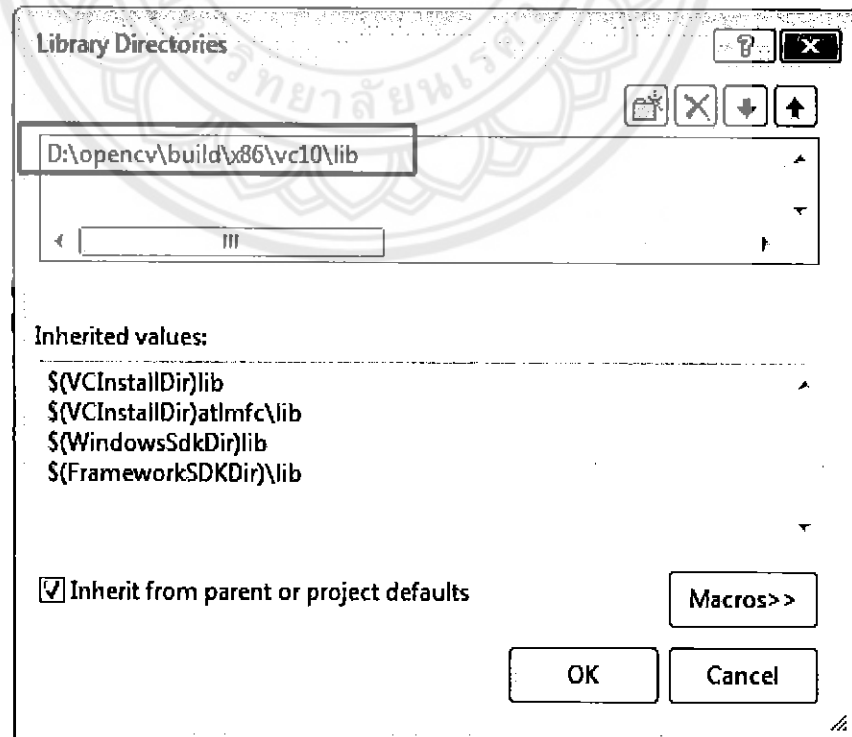 Library Directories
D:\opencv\build\x86\vc10\lib
Inherited values:
$(VCInstallDir)lib
$(VCInstallDir)atlmfc\lib
$(WindowsSdkDir)lib
$(FrameworkSDKDir)\lib
Inherit from parent or project defaults
Macros>>
OK
Cancel